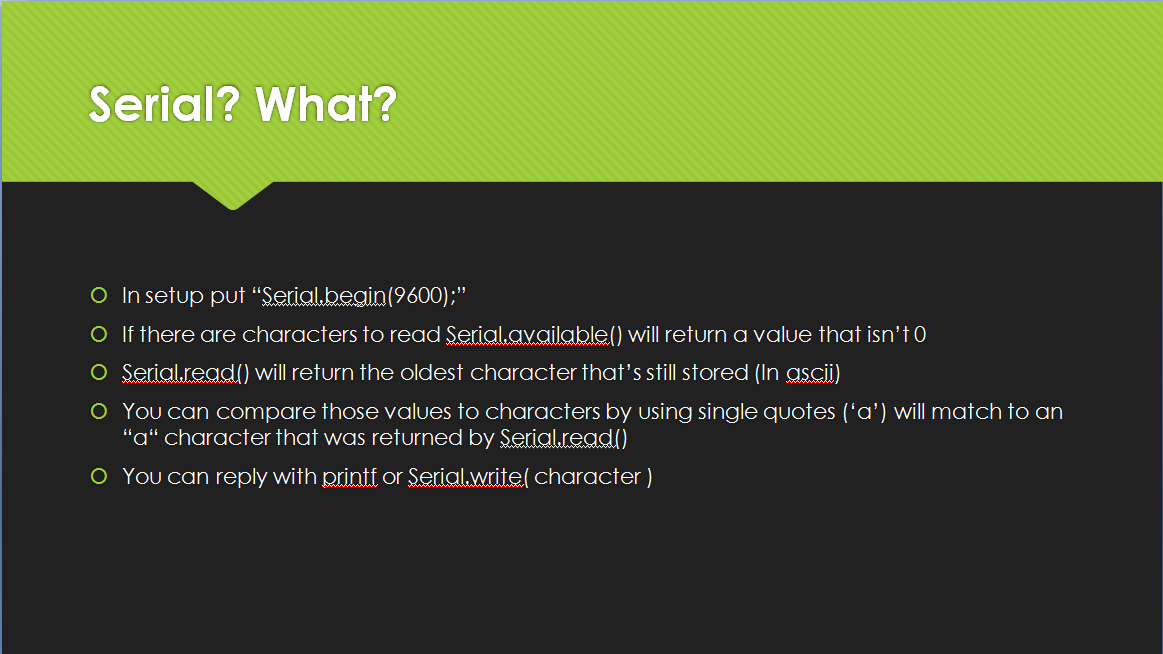 Serial? What?
In setup put “Serial.begin(9600);”
If there are characters to read Serial.available() will return a value that isn’t 0
Serial.read() will return the oldest character that’s still stored (In ascii)
You can compare those values to characters by using single quotes (‘a’) will match to an
“a“ character that was returned by Serial.read()
You can reply with printf or Serial.write( character )